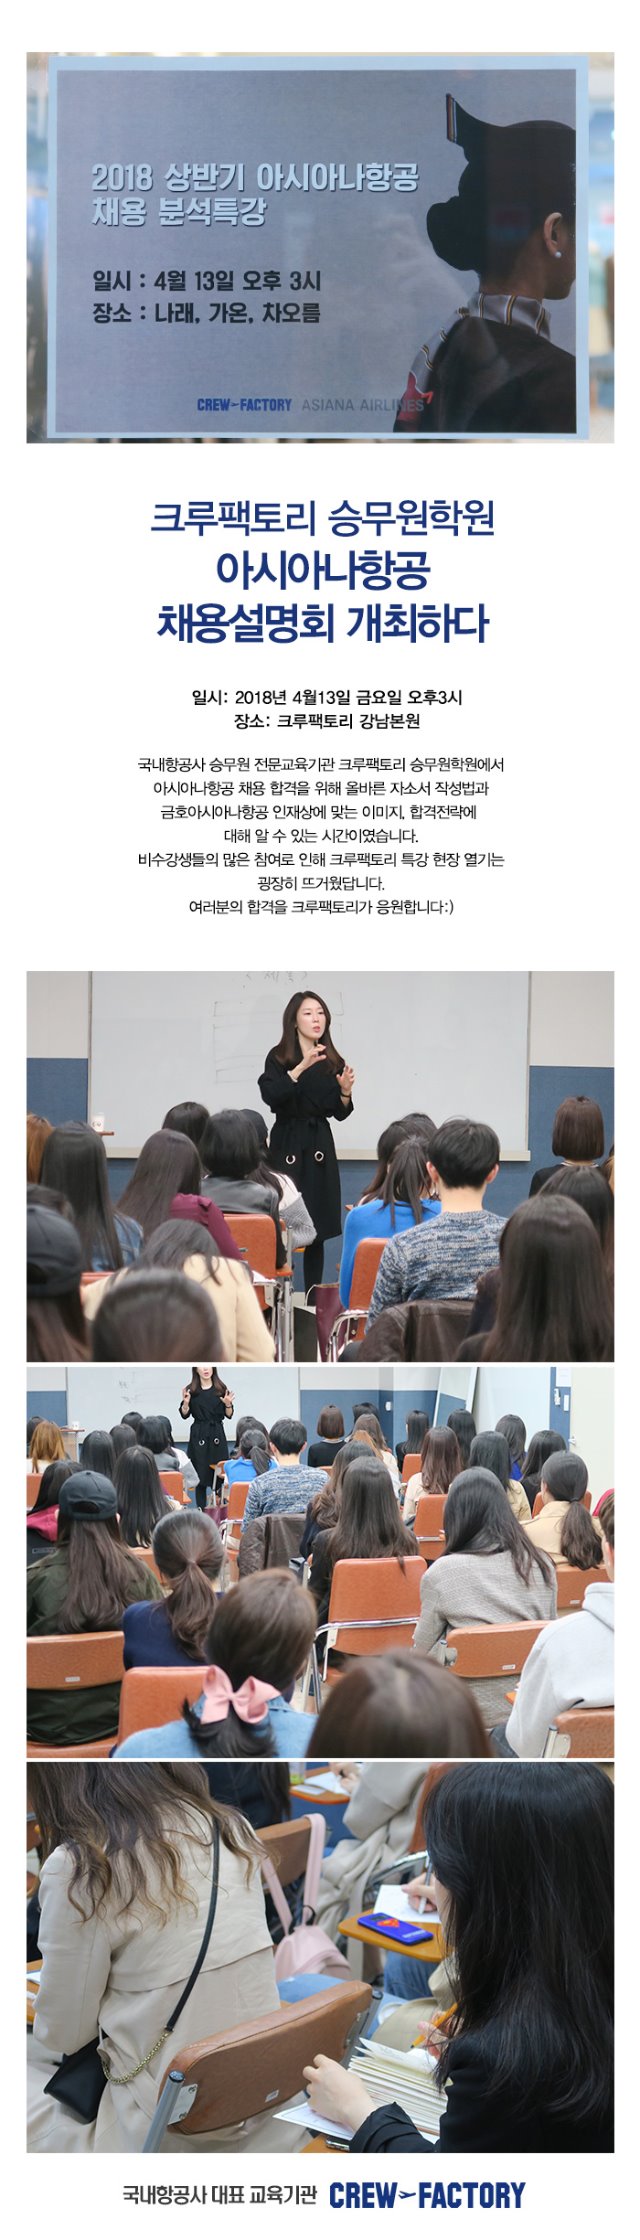 2018 상반기 아시아나항공
채용 분석특강
일시 : 4월 13일 오후 3시
장소 : 나래, 가온, 차오름
CREW FACTORY ASIANA AIRLINES
크루팩토리 승무원학원
아시아나항공
채용설명회 개최하다
일시: 2018년 4월13일 금요일 오후3시
장소: 크루팩토리 강남본원
국내항공사 승무원 전문교육기관 크루팩토리 승무원학원에서
아시아나항공 채용 합격을 위해 올바른 자소서 작성법과
금호아시아나항공 인재상에 맞는 이미지, 합격전략에
대해 알 수 있는 시간이였습니다.
비수강생들의 많은 참여로 인해 크루팩토리 특강 현장 열기는
굉장히 뜨거웠답니다.
여러분의 합격을 크루팩토리가 응원합니다:)
국내항공사 대표 교육기관 CREW FACTORY